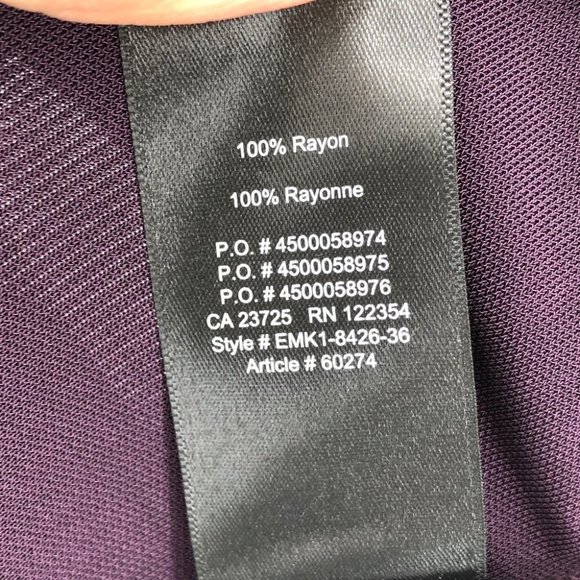 100% Rayon
100% Rayonne
P.O. # 4500058974
P.O. # 4500058975
P.O. # 4500058976
CA 23725 RN 122354
Style # EMK1-8426-36
Article # 60274